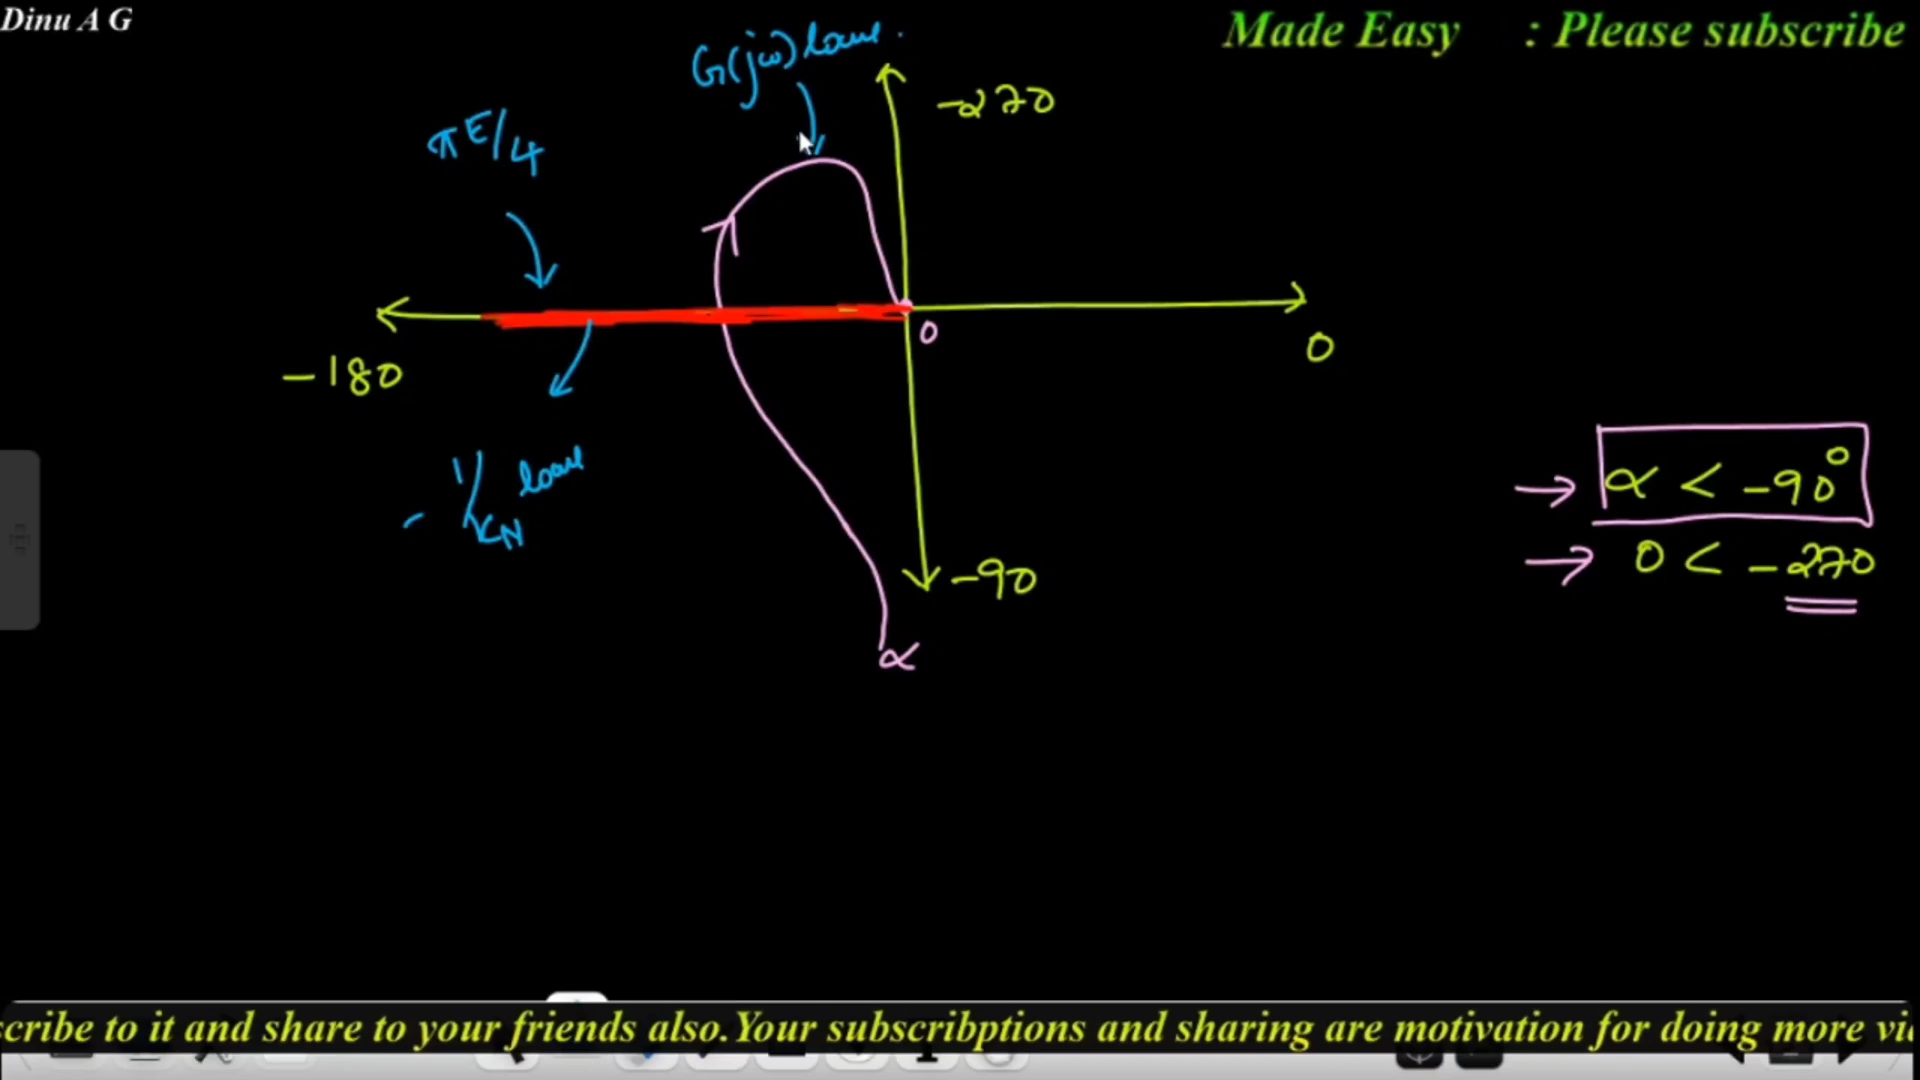 Dinu A G
Made Easy : Please subscribe
G(jω) locus.
-270
πE/4
0
-180
0
- 1/KN locus
∝ < -90°
0 < -270
-90
∝
scribe to it and share to your friends also.Your subscribptions and sharing are motivation for doing more vi